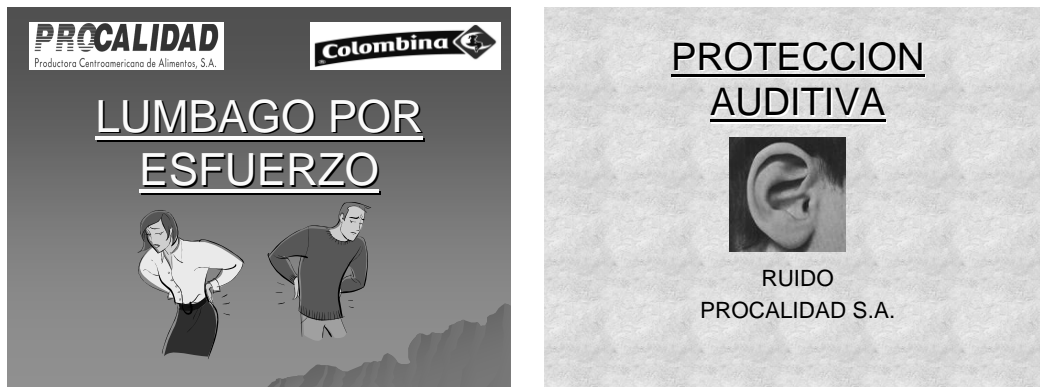 PROCALIDAD
Productora Centroamericana de Alimentos, S.A.
Colombina
LUMBAGO POR
ESFUERZO
PROTECCION
AUDITIVA
RUIDO
PROCALIDAD S.A.